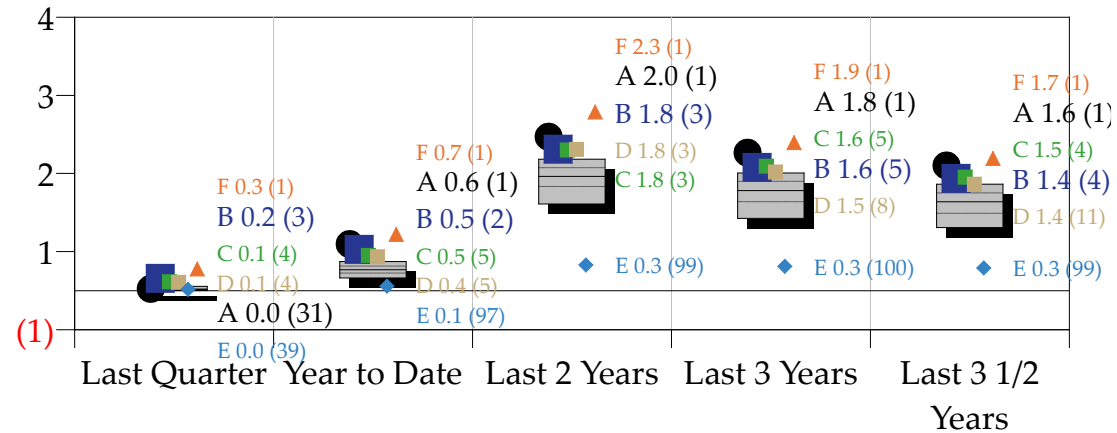 4
3
2
1
(1)
F 0.3 (1)
B 0.2 (3)
C 0.1 (4)
D 0.1 (4)
A 0.0 (31)
E 0.0 (39)
F 0.7 (1)
A 0.6 (1)
B 0.5 (2)
C 0.5 (5)
D 0.4 (5)
E 0.1 (97)
F 2.3 (1)
A 2.0 (1)
B 1.8 (3)
D 1.8 (3)
C 1.8 (3)
E 0.3 (99)
F 1.9 (1)
A 1.8 (1)
C 1.6 (5)
B 1.6 (5)
D 1.5 (8)
E 0.3 (100)
F 1.7 (1)
A 1.6 (1)
C 1.5 (4)
B 1.4 (4)
D 1.4 (11)
E 0.3 (99)
Last Quarter
Year to Date
Last 2 Years
Last 3 Years
Last 3 1/2
Years